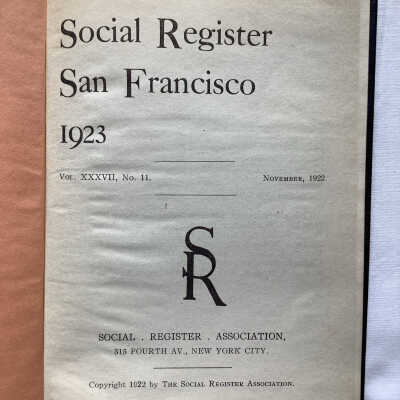 Social Register
San Francisco
1923
Vol. XXXVII, No. 11. November, 1922.
SR
SOCIAL . REGISTER . ASSOCIATION,
315 FOURTH AV., NEW YORK CITY.
Copyright 1922 by The Social Register Association.